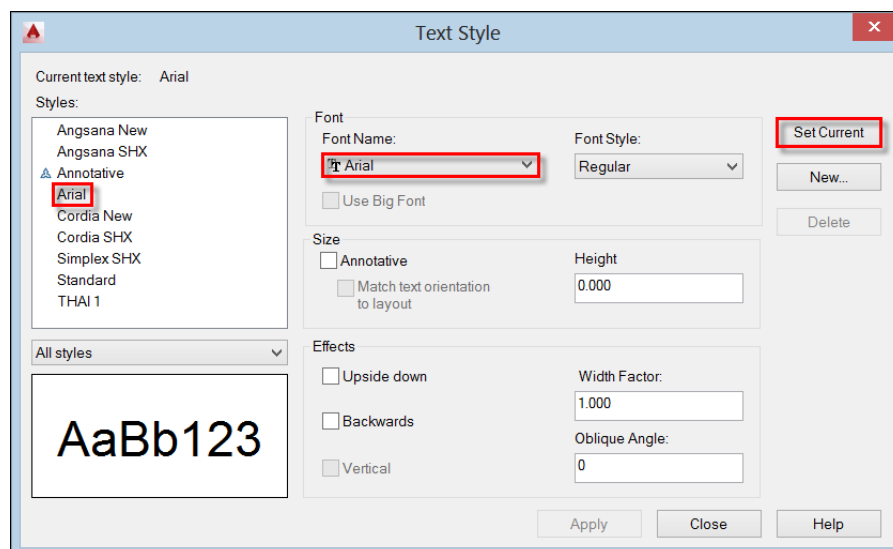 Text Style
Current text style: Arial
Styles:
Angsana New
Angsana SHX
Annotative
Arial
Cordia New
Cordia SHX
Simplex SHX
Standard
THAI 1
All styles
AaBb123
Font
Font Name:
Arial
Font Style:
Regular
Use Big Font
Size
Annotative
Match text orientation
to layout
Height
0.000
Effects
Upside down
Backwards
Vertical
Width Factor:
1.000
Oblique Angle:
0
Set Current
New...
Delete
Apply
Close
Help